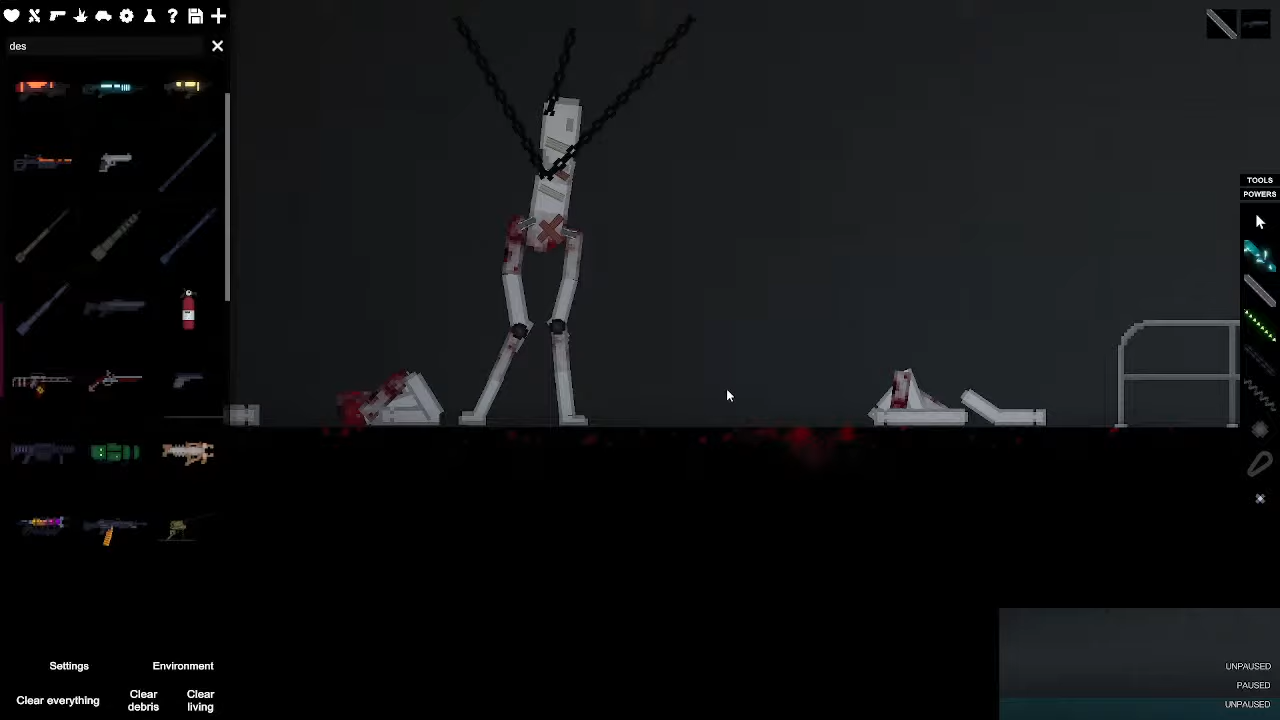 des
TOOLS
POWERS
Settings
Environment
Clear everything
Clear debris
Clear living
UNPAUSED
PAUSED
UNPAUSED